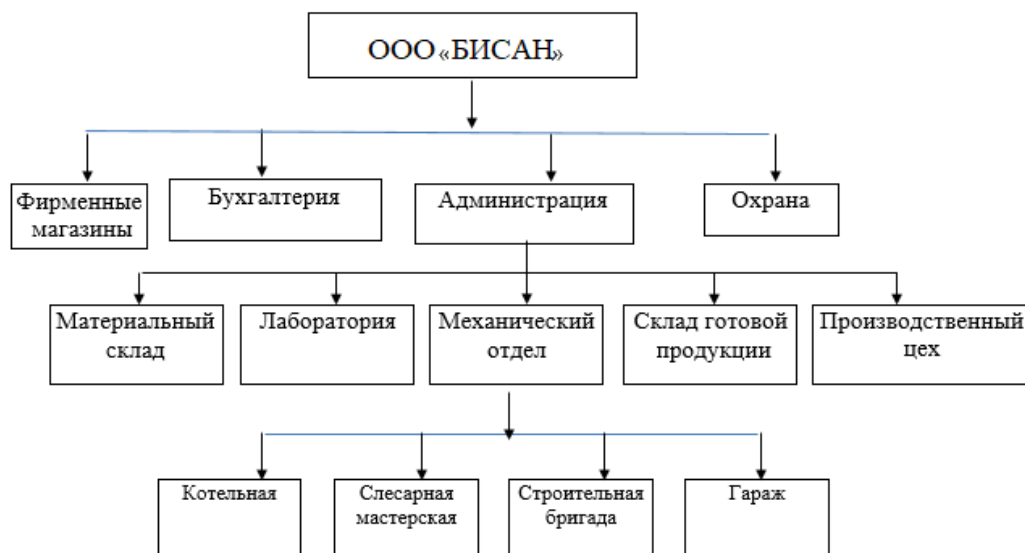 ООО «БИСАН»
Фирменные
магазины
Бухгалтерия
Администрация
Охрана
Материальный
склад
Лаборатория
Механический
отдел
Склад готовой
продукции
Производственный
цех
Котельная
Слесарная
мастерская
Строительная
бригада
Гараж